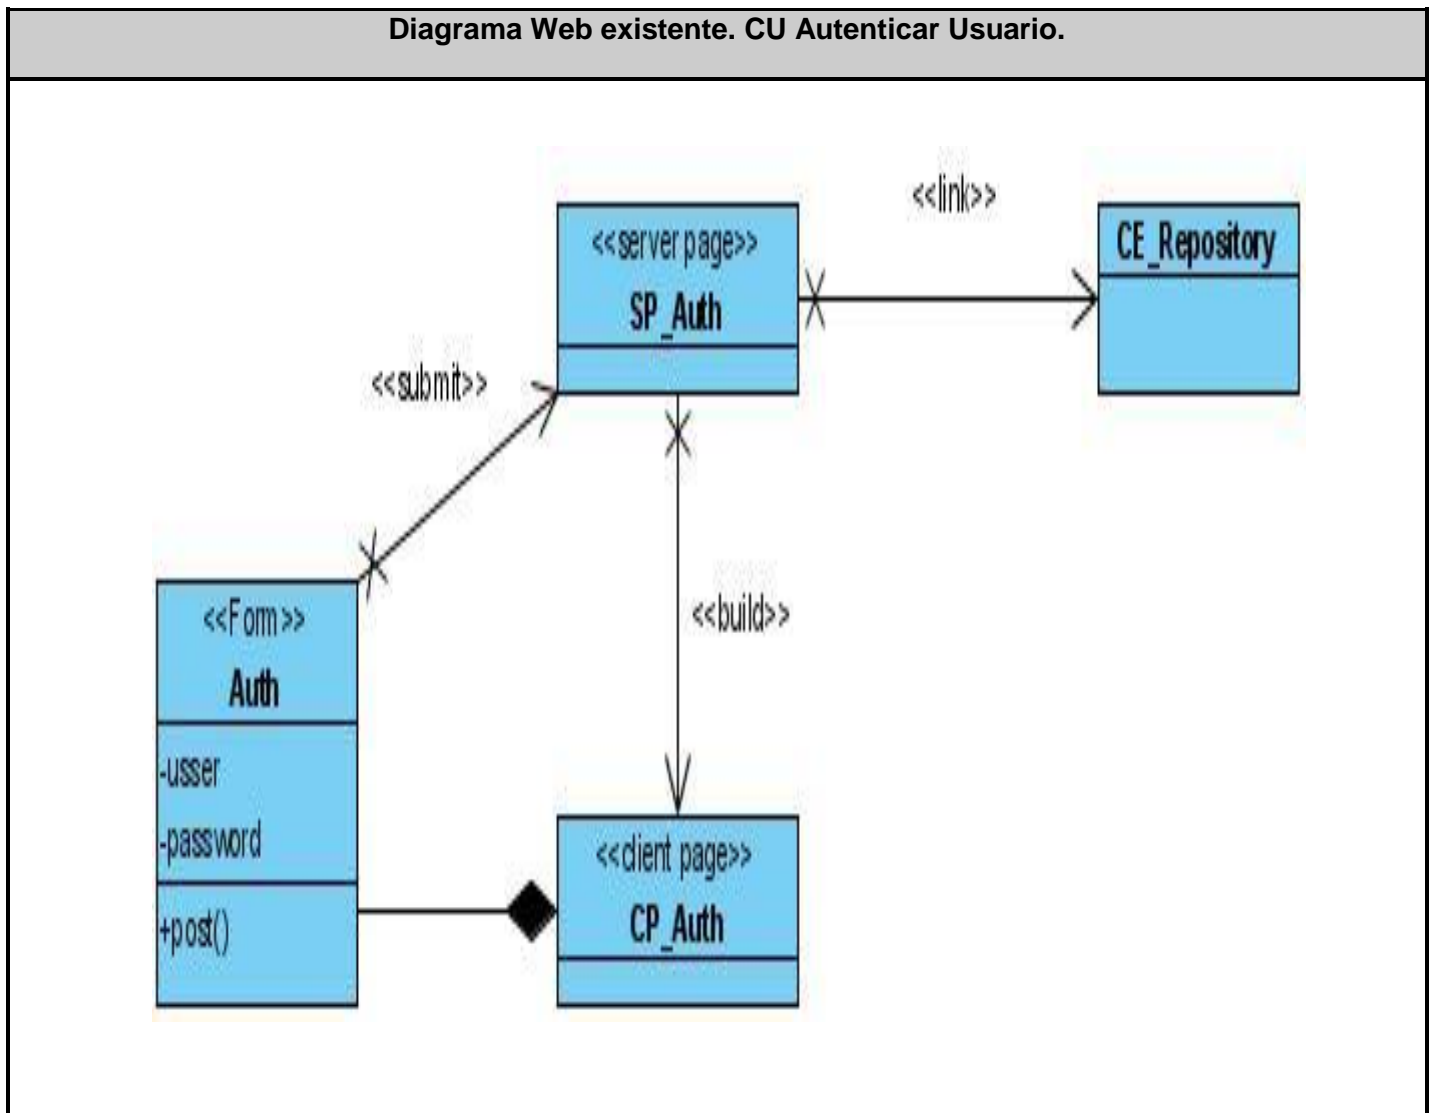 Diagrama Web existente. CU Autenticar Usuario.
<<link>>
<<server page>>
SP_Auth
CE_Repository
<<submit>>
<<build>>
<<Form>>
Auth
-usser
-password
+post()
<<client page>>
CP_Auth